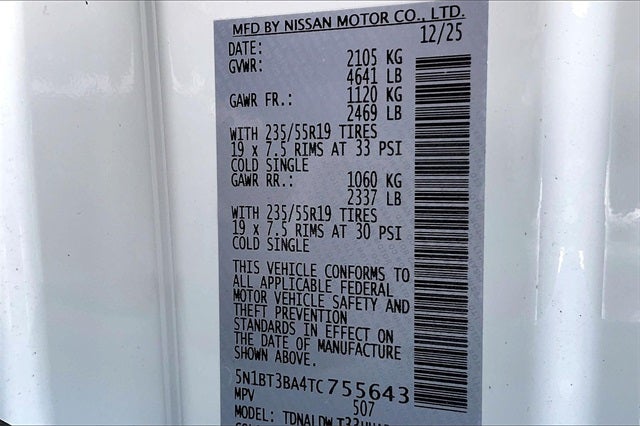 MFD BY NISSAN MOTOR CO., LTD.
DATE: 12/25
GVWR: 2105 KG
4641 LB
GAWR FR.: 1120 KG
2469 LB
WITH 235/55R19 TIRES
19 x 7.5 RIMS AT 33 PSI
COLD SINGLE
GAWR RR.: 1060 KG
2337 LB
WITH 235/55R19 TIRES
19 x 7.5 RIMS AT 30 PSI
COLD SINGLE
THIS VEHICLE CONFORMS TO
ALL APPLICABLE FEDERAL
MOTOR VEHICLE SAFETY AND
THEFT PREVENTION
STANDARDS IN EFFECT ON
THE DATE OF MANUFACTURE
SHOWN ABOVE.
5N1BT3BA4TC755643
MPV 507
MODEL: